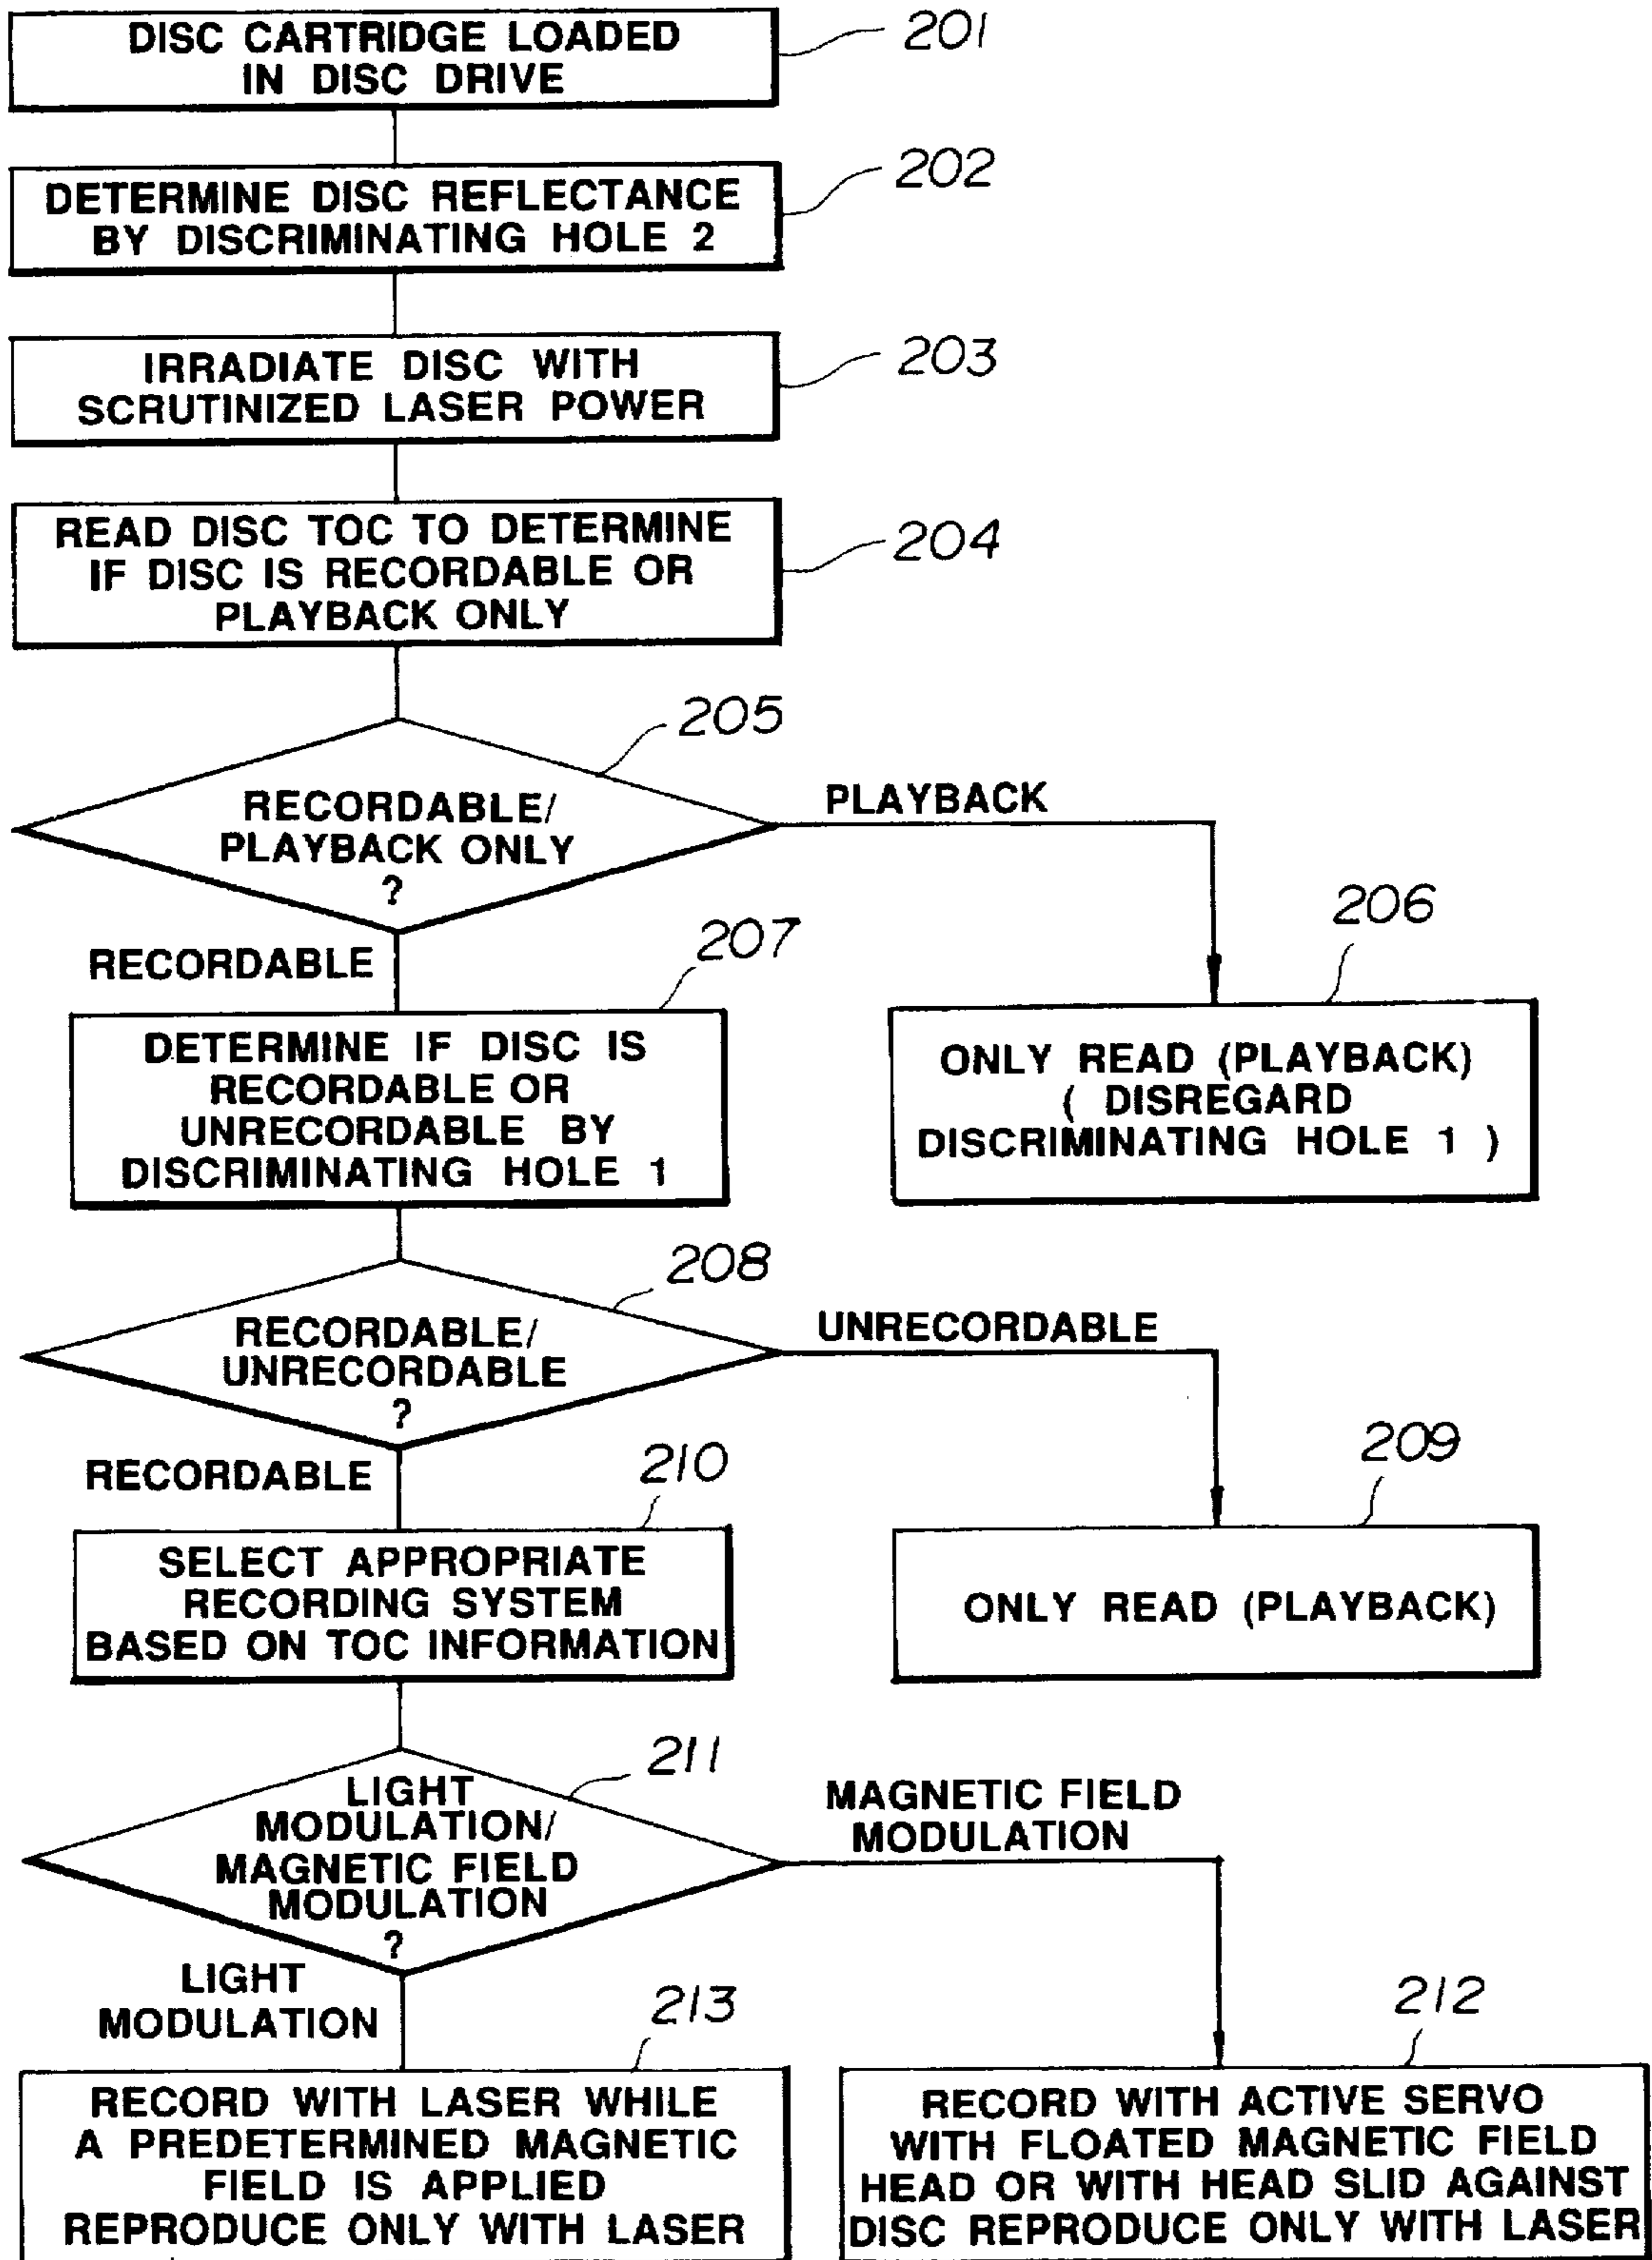 DISC CARTRIDGE LOADED
IN DISC DRIVE
201
DETERMINE DISC REFLECTANCE
BY DISCRIMINATING HOLE 2
202
IRRADIATE DISC WITH
SCRUTINIZED LASER POWER
203
READ DISC TOC TO DETERMINE
IF DISC IS RECORDABLE OR
PLAYBACK ONLY
204
205
RECORDABLE/
PLAYBACK ONLY
?
PLAYBACK
206
ONLY READ (PLAYBACK)
( DISREGARD
DISCRIMINATING HOLE 1 )
RECORDABLE
207
DETERMINE IF DISC IS
RECORDABLE OR
UNRECORDABLE BY
DISCRIMINATING HOLE 1
208
RECORDABLE/
UNRECORDABLE
?
UNRECORDABLE
209
ONLY READ (PLAYBACK)
RECORDABLE
210
SELECT APPROPRIATE
RECORDING SYSTEM
BASED ON TOC INFORMATION
211
LIGHT
MODULATION/
MAGNETIC FIELD
MODULATION
?
MAGNETIC FIELD
MODULATION
212
RECORD WITH ACTIVE SERVO
WITH FLOATED MAGNETIC FIELD
HEAD OR WITH HEAD SLID AGAINST
DISC REPRODUCE ONLY WITH LASER
LIGHT
MODULATION
213
RECORD WITH LASER WHILE
A PREDETERMINED MAGNETIC
FIELD IS APPLIED
REPRODUCE ONLY WITH LASER